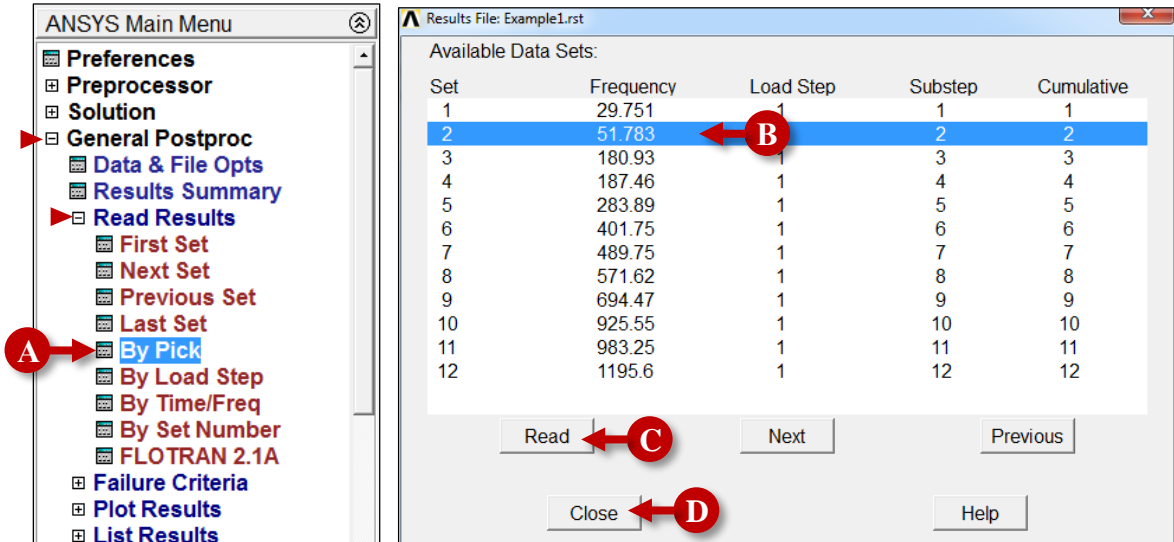 ANSYS Main Menu
Preferences
Preprocessor
Solution
General Postproc
Data & File Opts
Results Summary
Read Results
First Set
Next Set
Previous Set
Last Set
A By Pick
By Load Step
By Time/Freq
By Set Number
FLOTRAN 2.1A
Failure Criteria
Plot Results
List Results
Results File: Example1.rst
Available Data Sets:
Set Frequency Load Step Substep Cumulative
1 29.751 1 1 1
2 51.783 B 2 2
3 180.93 1 3 3
4 187.46 1 4 4
5 283.89 1 5 5
6 401.75 1 6 6
7 489.75 1 7 7
8 571.62 1 8 8
9 694.47 1 9 9
10 925.55 1 10 10
11 983.25 1 11 11
12 1195.6 1 12 12
Read C Next Previous
Close D Help